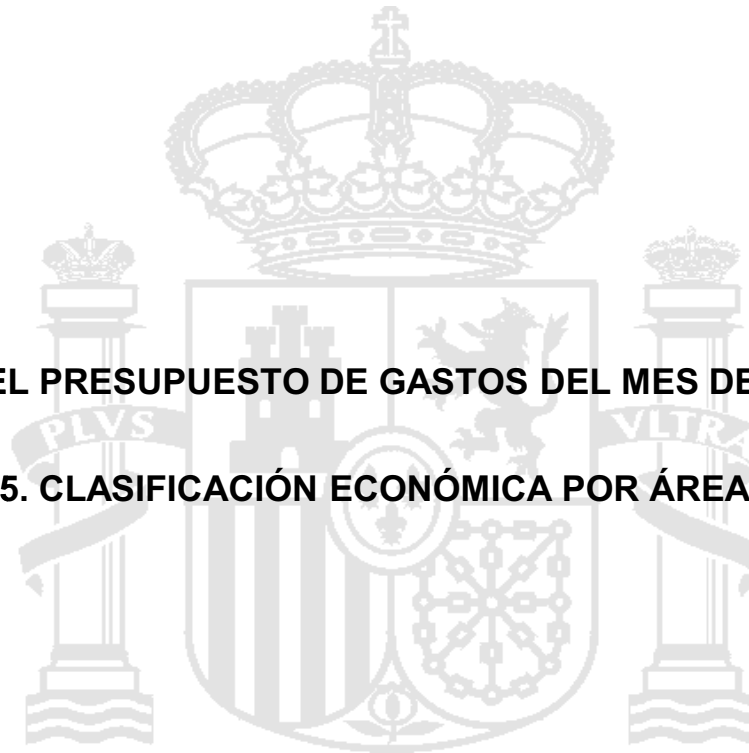 EL PRESUPUESTO DE GASTOS DEL MES DE
5. CLASIFICACIÓN ECONÓMICA POR ÁREA
PLVS
VLTRA